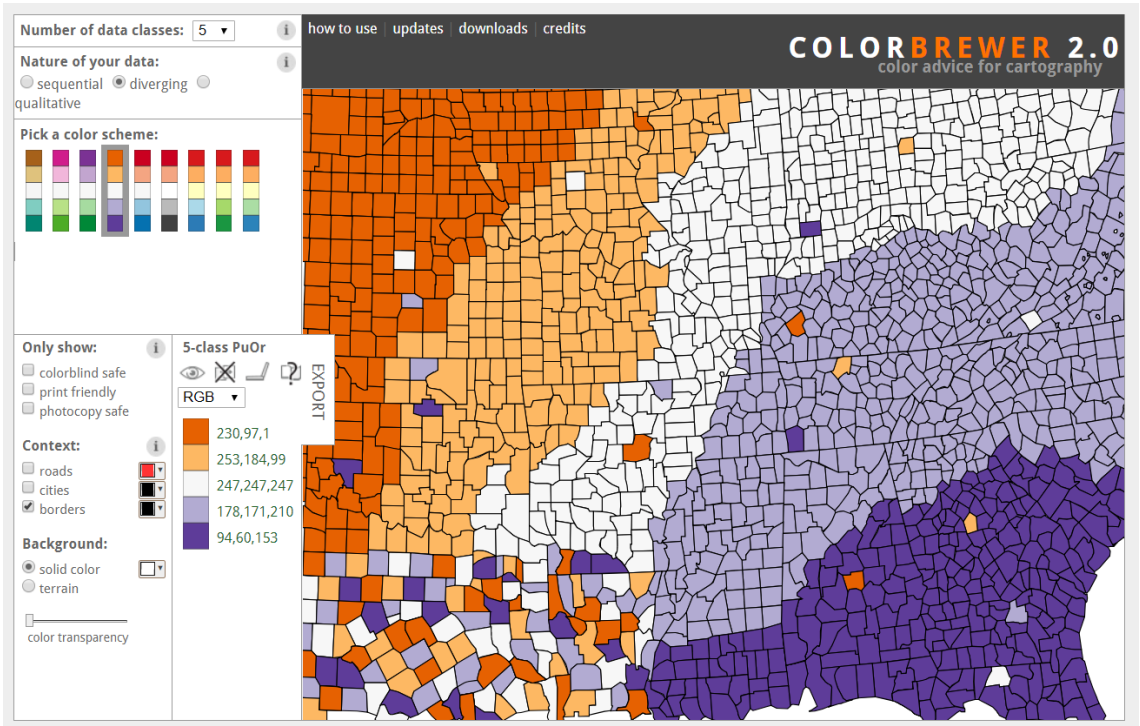 Number of data classes: 5 i
how to use updates downloads credits
COLORBREWER 2.0
color advice for cartography
Nature of your data: i
sequential diverging
qualitative
Pick a color scheme:
Only show: i
colorblind safe
print friendly
photocopy safe
Context: i
roads
cities
borders
Background:
solid color
terrain
color transparency
5-class PuOr
EXPORT
RGB
230,97,1
253,184,99
247,247,247
178,171,210
94,60,153